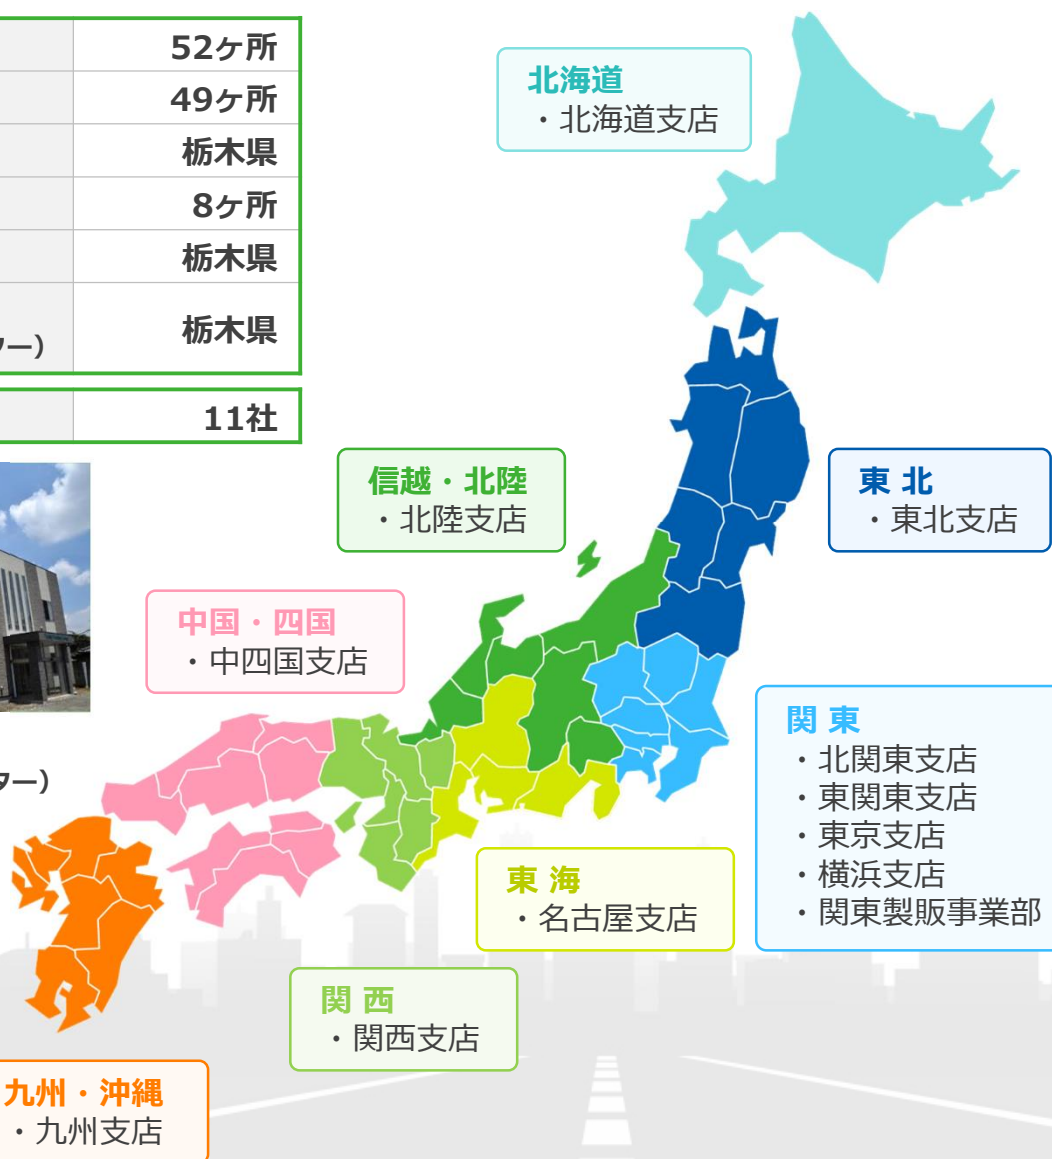 52ヶ所
49ヶ所
栃木県
8ヶ所
栃木県
ター）
栃木県
11社
北海道
・北海道支店
信越・北陸
・北陸支店
東 北
・東北支店
中国・四国
・中四国支店
ター）
関 東
・北関東支店
・東関東支店
・東京支店
・横浜支店
・関東製販事業部
東 海
・名古屋支店
関 西
・関西支店
九州・沖縄
・九州支店